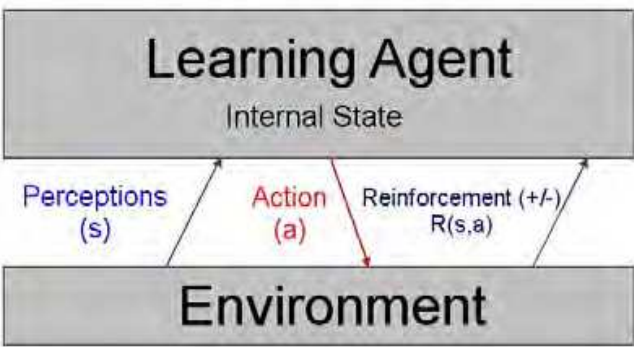 Learning Agent
Internal State
Perceptions
(s)
Action
(a)
Reinforcement (+/-)
R(s,a)
Environment